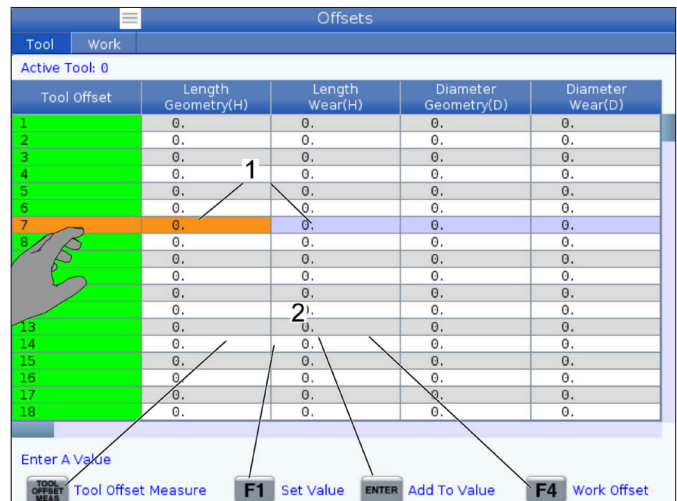 Offsets
Tool Work
Active Tool: 0
Tool Offset Length Geometry(H) Length Wear(H) Diameter Geometry(D) Diameter Wear(D)
1 0. 0. 0. 0.
2 0. 0. 0. 0.
3 0. 0. 0. 0.
4 0. 0. 0. 0.
1
5 0. 0. 0. 0.
6 0. 0. 0. 0.
7 0. 0. 0. 0.
8 0. 0. 0. 0.
0. 0. 0. 0.
0. 0. 0. 0.
0. 0. 0. 0.
0. 0. 0.
2
13 0. 0. 0. 0.
14 0. 0. 0. 0.
15 0. 0. 0. 0.
16 0. 0. 0. 0.
17 0. 0. 0. 0.
18 0. 0. 0. 0.
Enter A Value
TOOL OFFSET MEAS Tool Offset Measure F1 Set Value ENTER Add To Value F4 Work Offset